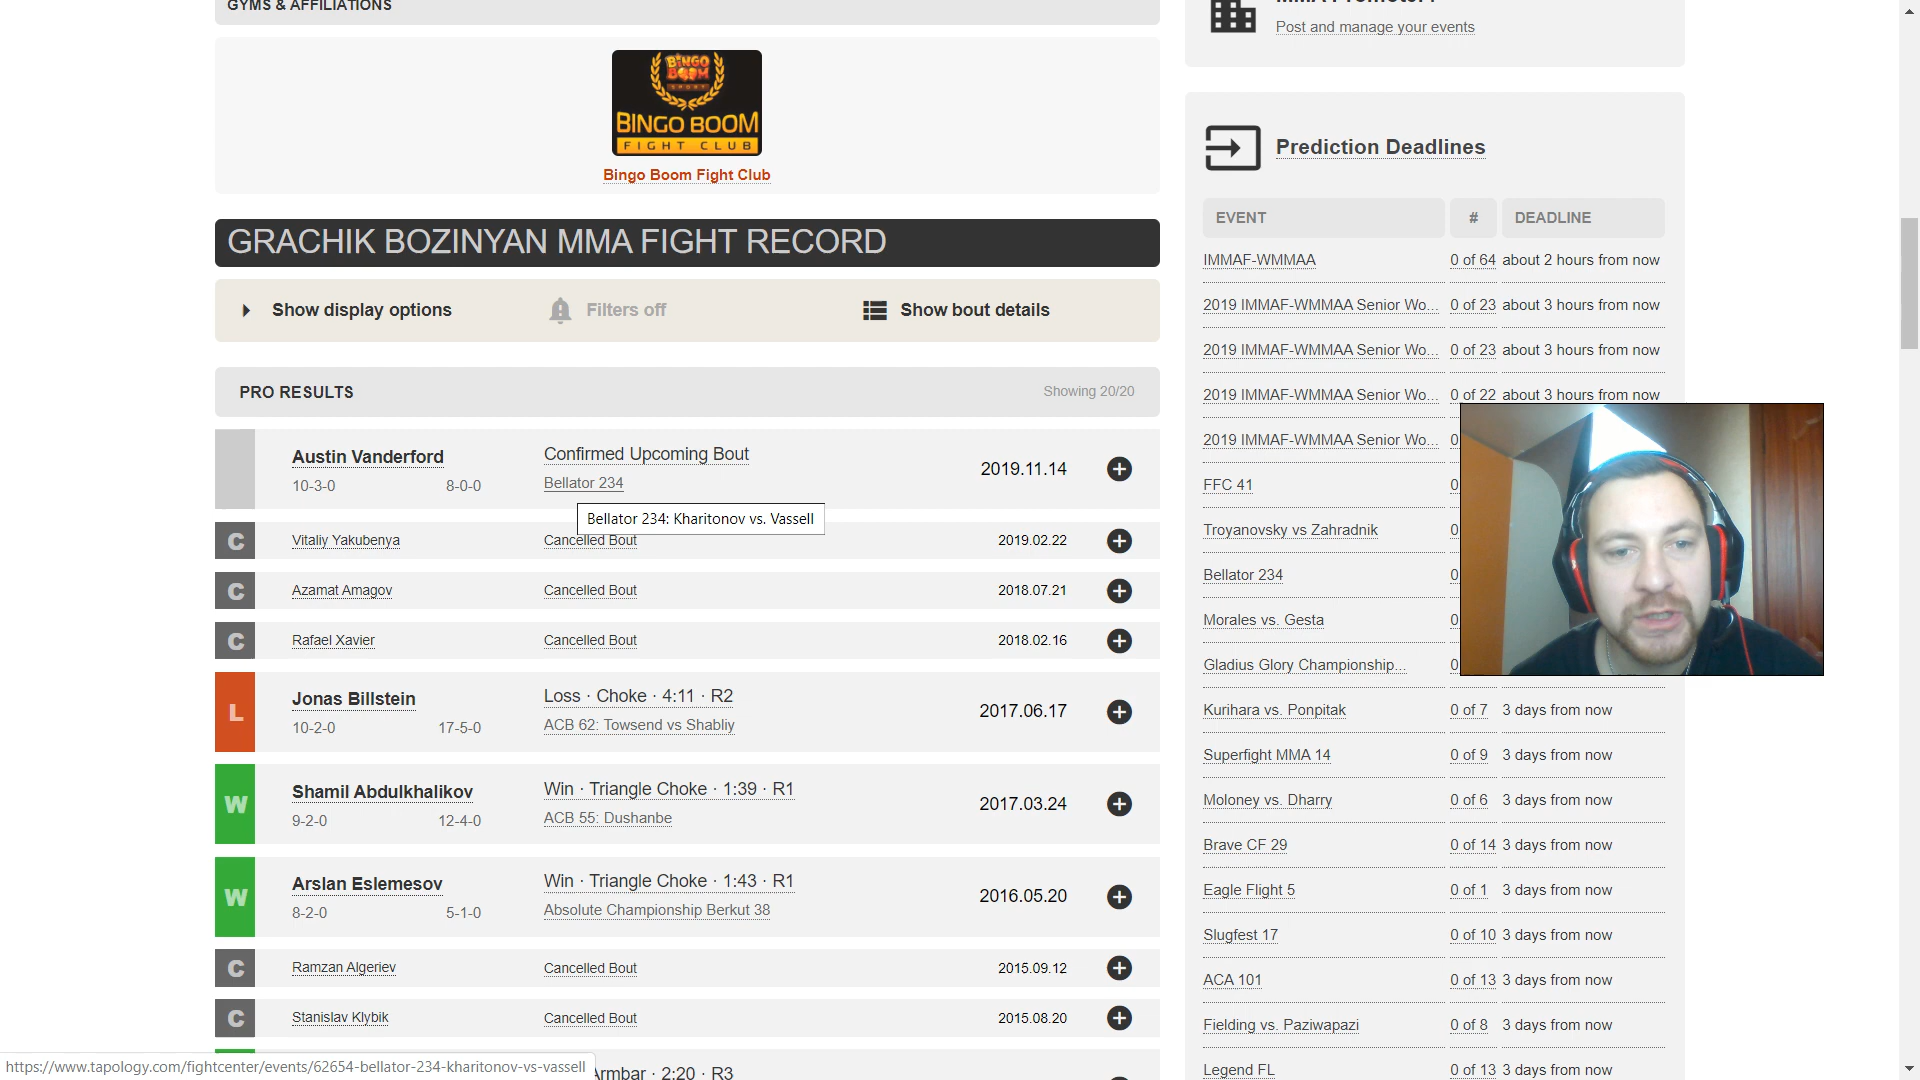 GYMS & AFFILIATIONS
BINGO
BOOM
SPORT
BINGO BOOM
FIGHT CLUB
Bingo Boom Fight Club
GRACHIK BOZINYAN MMA FIGHT RECORD
Show display options
Filters off
Show bout details
PRO RESULTS
Showing 20/20
Austin Vanderford
10-3-0 8-0-0
Confirmed Upcoming Bout
Bellator 234
2019.11.14
Bellator 234: Kharitonov vs. Vassell
C Vitaliy Yakubenya Cancelled Bout 2019.02.22
C Azamat Amagov Cancelled Bout 2018.07.21
C Rafael Xavier Cancelled Bout 2018.02.16
L
Jonas Billstein
10-2-0 17-5-0
Loss · Choke · 4:11 · R2
ACB 62: Towsend vs Shabliy
2017.06.17
W
Shamil Abdulkhalikov
9-2-0 12-4-0
Win · Triangle Choke · 1:39 · R1
ACB 55: Dushanbe
2017.03.24
W
Arslan Eslemesov
8-2-0 5-1-0
Win · Triangle Choke · 1:43 · R1
Absolute Championship Berkut 38
2016.05.20
C Ramzan Algeriev Cancelled Bout 2015.09.12
C Stanislav Klybik Cancelled Bout 2015.08.20
Armbar · 2:20 · R3
https://www.tapology.com/fightcenter/events/62654-bellator-234-kharitonov-vs-vassell
Post and manage your events
Prediction Deadlines
EVENT # DEADLINE
IMMAF-WMMAA 0 of 64 about 2 hours from now
2019 IMMAF-WMMAA Senior Wo... 0 of 23 about 3 hours from now
2019 IMMAF-WMMAA Senior Wo... 0 of 23 about 3 hours from now
2019 IMMAF-WMMAA Senior Wo... 0 of 22 about 3 hours from now
2019 IMMAF-WMMAA Senior Wo... 0
FFC 41 0
Troyanovsky vs Zahradnik 0
Bellator 234 0
Morales vs. Gesta 0
Gladius Glory Championship... 0
Kurihara vs. Ponpitak 0 of 7 3 days from now
Superfight MMA 14 0 of 9 3 days from now
Moloney vs. Dharry 0 of 6 3 days from now
Brave CF 29 0 of 14 3 days from now
Eagle Flight 5 0 of 1 3 days from now
Slugfest 17 0 of 10 3 days from now
ACA 101 0 of 13 3 days from now
Fielding vs. Paziwapazi 0 of 8 3 days from now
Legend FL 0 of 13 3 days from now